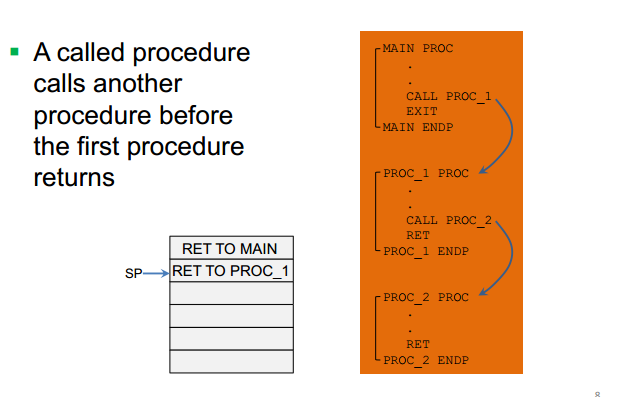 A called procedure
calls another
procedure before
the first procedure
returns
RET TO MAIN
SP
RET TO PROC_1
MAIN PROC
.
.
CALL PROC_1
EXIT
MAIN ENDP
PROC_1 PROC
.
.
CALL PROC_2
RET
PROC_1 ENDP
PROC_2 PROC
.
.
RET
PROC_2 ENDP
8